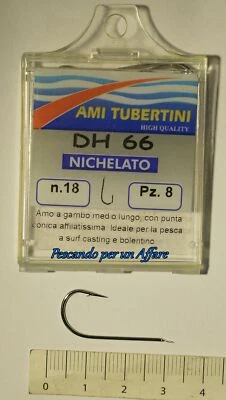 AMI TUBERTINI
HIGH QUALITY
DH 66
NICHELATO
n.18
Pz. 8
Amo a gambo medio lungo, con punta
conica affilatissima. Ideale per la pesca
a surf casting e bolentino
Pescando per un Affare
0 1 2 3 4